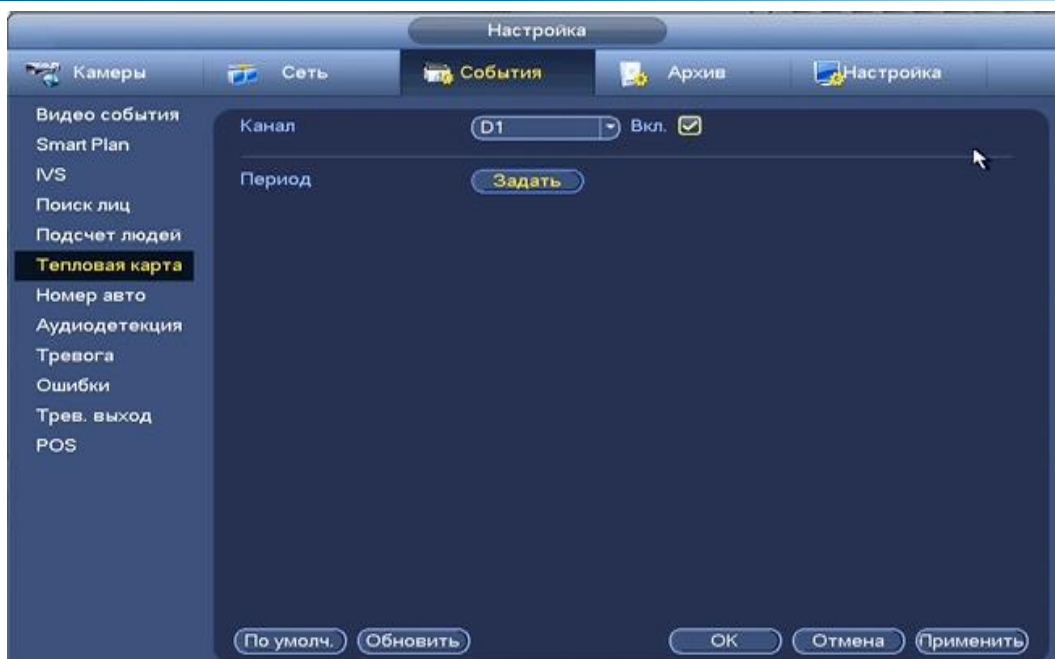 Настройка
Камеры Сеть События Архив Настройка
Видео события
Smart Plan
IVS
Поиск лиц
Подсчет людей
Тепловая карта
Номер авто
Аудиодетекция
Тревога
Ошибки
Трев. выход
POS
Канал D1 Вкл.
Период Задать
По умолч. Обновить OK Отмена Применить